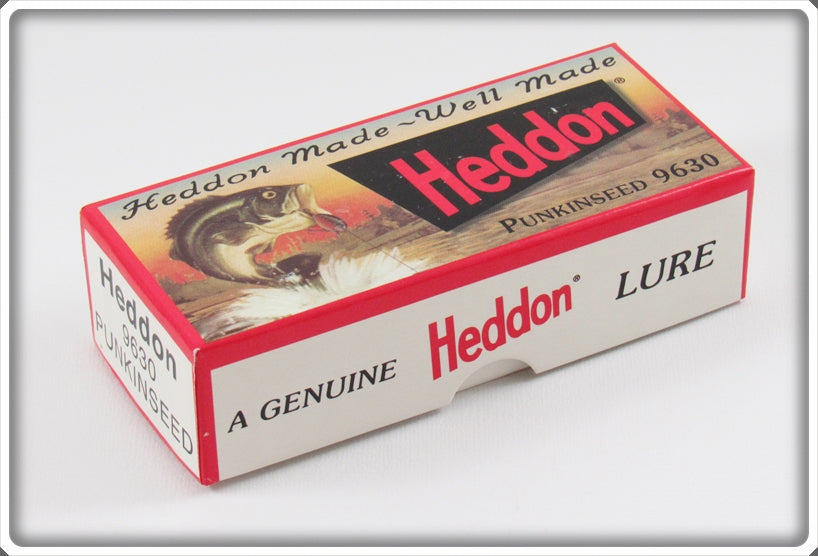 Heddon Made ~ Well Made
Heddon®
PUNKINSEED 9630
A GENUINE Heddon® LURE
Heddon
9630
PUNKINSEED